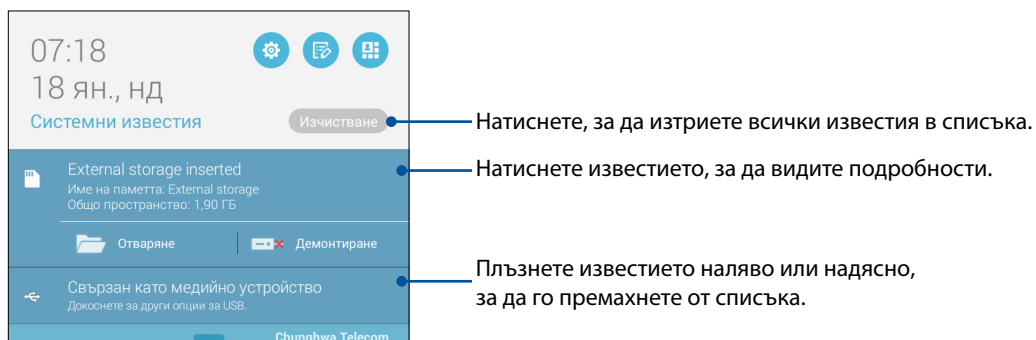 07:18
18 ян., нд
Системни известия
Изчистване
Натиснете, за да изтриете всички известия в списъка.
External storage inserted
Име на паметта: External storage
Общо пространство: 1,90 ГБ
Натиснете известието, за да видите подробности.
Отваряне
Демонтиране
Свързан като медийно устройство
Докоснете за други опции за USB.
Плъзнете известието наляво или надясно,
за да го премахнете от списъка.
Chunghwa Telecom